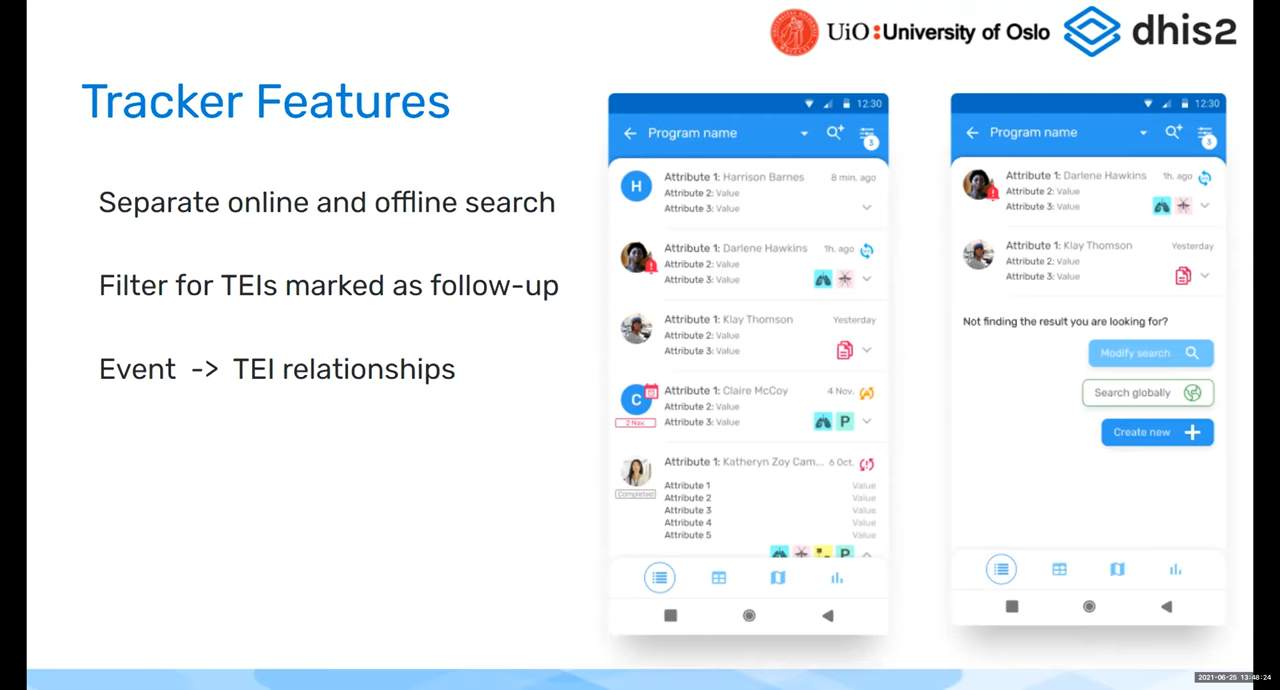 UiO:University of Oslo
dhis2
Tracker Features
Separate online and offline search
Filter for TEIs marked as follow-up
Event -> TEI relationships
12:30
Program name
3
H
Attribute 1: Harrison Barnes 8 min. ago
Attribute 2: Value
Attribute 3: Value
Attribute 1: Darlene Hawkins 1h. ago
Attribute 2: Value
Attribute 3: Value
Attribute 1: Klay Thomson Yesterday
Attribute 2: Value
Attribute 3: Value
C
2 Nov.
Attribute 1: Claire McCoy 4 Nov.
Attribute 2: Value
Attribute 3: Value
P
Completed
Attribute 1: Katheryn Zoy Cam... 6 Oct.
Attribute 1 Value
Attribute 2 Value
Attribute 3 Value
Attribute 4 Value
Attribute 5 Value
P
12:30
Program name
3
Attribute 1: Darlene Hawkins 1h. ago
Attribute 2: Value
Attribute 3: Value
Attribute 1: Klay Thomson Yesterday
Attribute 2: Value
Attribute 3: Value
Not finding the result you are looking for?
Modify search
Search globally
Create new
2021-06-25 13:48:24